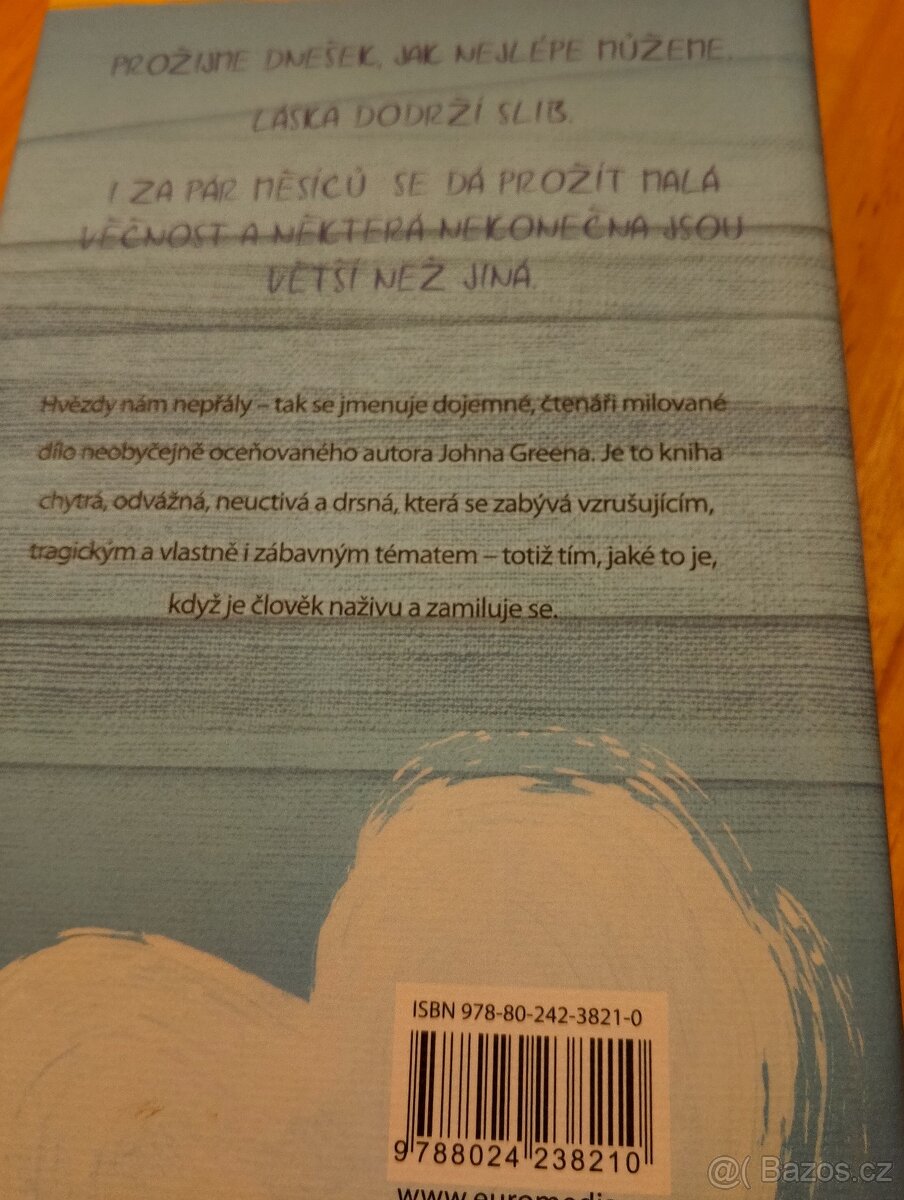 PROŽIJME DNEŠEK, JAK NEJLÉPE MŮŽEME.
LÁSKA DODRŽÍ SLIB.
I ZA PÁR MĚSÍCŮ SE DÁ PROŽÍT MALÁ
VĚČNOST A NĚKTERÁ NEKONEČNA JSOU
VĚTŠÍ NEŽ JINÁ.
Hvězdy nám nepřály – tak se jmenuje dojemné, čtenáři milované
dílo neobyčejně oceňovaného autora Johna Greena. Je to kniha
chytrá, odvážná, neuctivá a drsná, která se zabývá vzrušujícím,
tragickým a vlastně i zábavným tématem – totiž tím, jaké to je,
když je člověk naživu a zamiluje se.
ISBN 978-80-242-3821-0
9 788024 238210
@( Bazos.cz